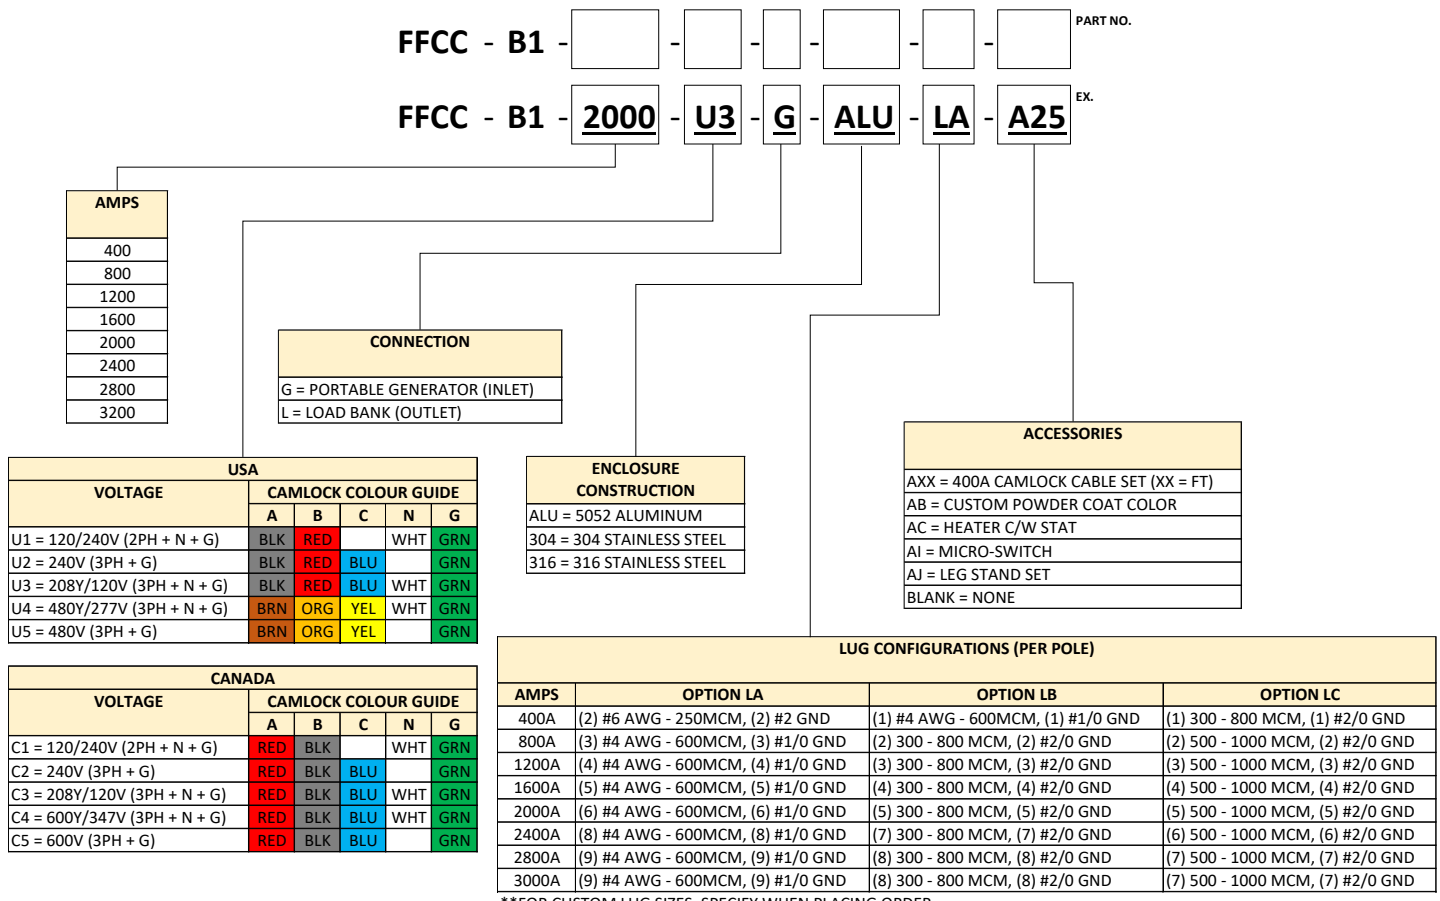 PART NO.
FFCC - B1 - - - - - -
EX.
FFCC - B1 - 2000 - U3 - G - ALU - LA - A25
AMPS
400
800
1200
1600
2000
2400
2800
3200
CONNECTION
G = PORTABLE GENERATOR (INLET)
L = LOAD BANK (OUTLET)
ENCLOSURE
CONSTRUCTION
ALU = 5052 ALUMINUM
304 = 304 STAINLESS STEEL
316 = 316 STAINLESS STEEL
ACCESSORIES
AXX = 400A CAMLOCK CABLE SET (XX = FT)
AB = CUSTOM POWDER COAT COLOR
AC = HEATER C/W STAT
AI = MICRO-SWITCH
AJ = LEG STAND SET
BLANK = NONE
USA
VOLTAGE CAMLOCK COLOUR GUIDE
A B C N G
U1 = 120/240V (2PH + N + G) BLK RED WHT GRN
U2 = 240V (3PH + G) BLK RED BLU GRN
U3 = 208Y/120V (3PH + N + G) BLK RED BLU WHT GRN
U4 = 480Y/277V (3PH + N + G) BRN ORG YEL WHT GRN
U5 = 480V (3PH + G) BRN ORG YEL GRN
CANADA
VOLTAGE CAMLOCK COLOUR GUIDE
A B C N G
C1 = 120/240V (2PH + N + G) RED BLK WHT GRN
C2 = 240V (3PH + G) RED BLK BLU GRN
C3 = 208Y/120V (3PH + N + G) RED BLK BLU WHT GRN
C4 = 600Y/347V (3PH + N + G) RED BLK BLU WHT GRN
C5 = 600V (3PH + G) RED BLK BLU GRN
LUG CONFIGURATIONS (PER POLE)
AMPS OPTION LA OPTION LB OPTION LC
400A (2) #6 AWG - 250MCM, (2) #2 GND (1) #4 AWG - 600MCM, (1) #1/0 GND (1) 300 - 800 MCM, (1) #2/0 GND
800A (3) #4 AWG - 600MCM, (3) #1/0 GND (2) 300 - 800 MCM, (2) #2/0 GND (2) 500 - 1000 MCM, (2) #2/0 GND
1200A (4) #4 AWG - 600MCM, (4) #1/0 GND (3) 300 - 800 MCM, (3) #2/0 GND (3) 500 - 1000 MCM, (3) #2/0 GND
1600A (5) #4 AWG - 600MCM, (5) #1/0 GND (4) 300 - 800 MCM, (4) #2/0 GND (4) 500 - 1000 MCM, (4) #2/0 GND
2000A (6) #4 AWG - 600MCM, (6) #1/0 GND (5) 300 - 800 MCM, (5) #2/0 GND (5) 500 - 1000 MCM, (5) #2/0 GND
2400A (8) #4 AWG - 600MCM, (8) #1/0 GND (7) 300 - 800 MCM, (7) #2/0 GND (6) 500 - 1000 MCM, (6) #2/0 GND
2800A (9) #4 AWG - 600MCM, (9) #1/0 GND (8) 300 - 800 MCM, (8) #2/0 GND (7) 500 - 1000 MCM, (7) #2/0 GND
3000A (9) #4 AWG - 600MCM, (9) #1/0 GND (8) 300 - 800 MCM, (8) #2/0 GND (7) 500 - 1000 MCM, (7) #2/0 GND
**FOR CUSTOM LUG SIZES, SPECIFY WHEN PLACING ORDER